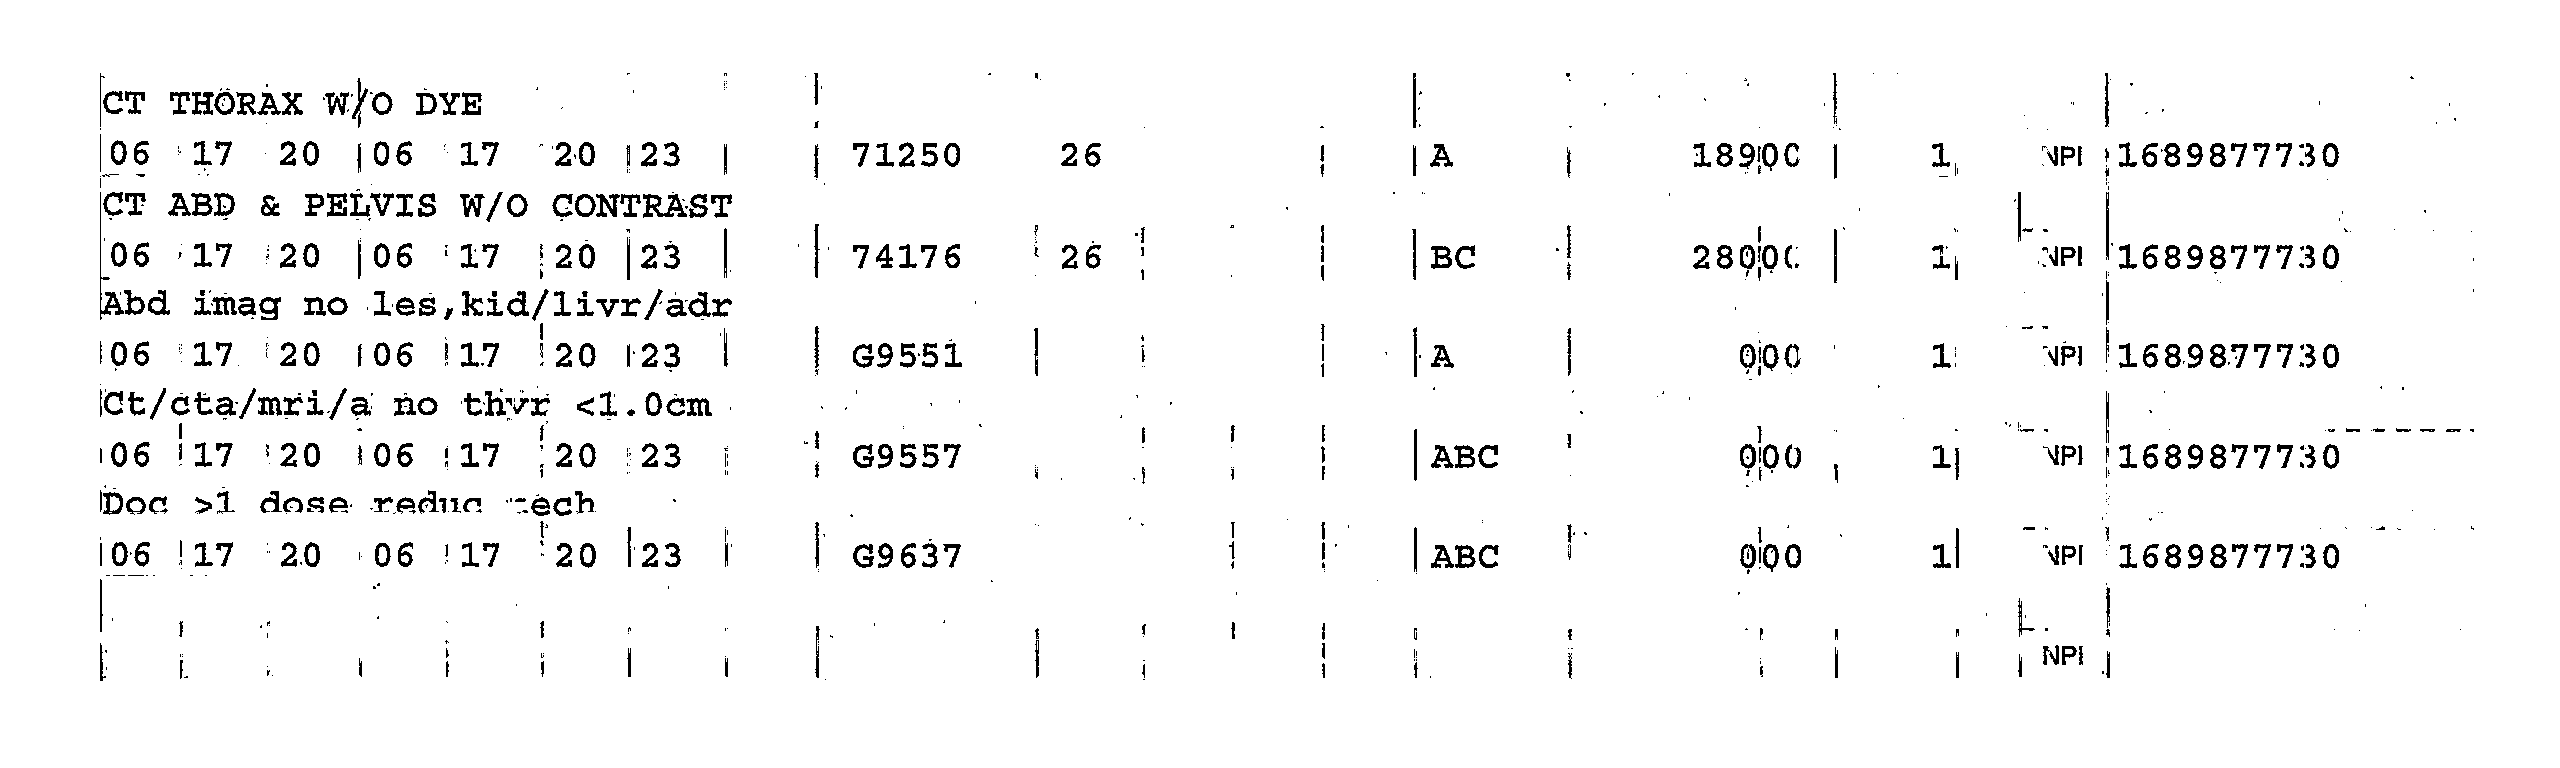 CT THORAX W/O DYE
06 17 20 06 17 20 23 71250 26 A 189 00 1 NPI 1689877730
CT ABD & PELVIS W/O CONTRAST
06 17 20 06 17 20 23 74176 26 BC 280 00 1 NPI 1689877730
Abd imag no les,kid/livr/adr
06 17 20 06 17 20 23 G9551 A 0 00 1 NPI 1689877730
Ct/cta/mri/a no thyr <1.0cm
06 17 20 06 17 20 23 G9557 ABC 0 00 1 NPI 1689877730
Doc >1 dose reduc tech
06 17 20 06 17 20 23 G9637 ABC 0 00 1 NPI 1689877730
NPI